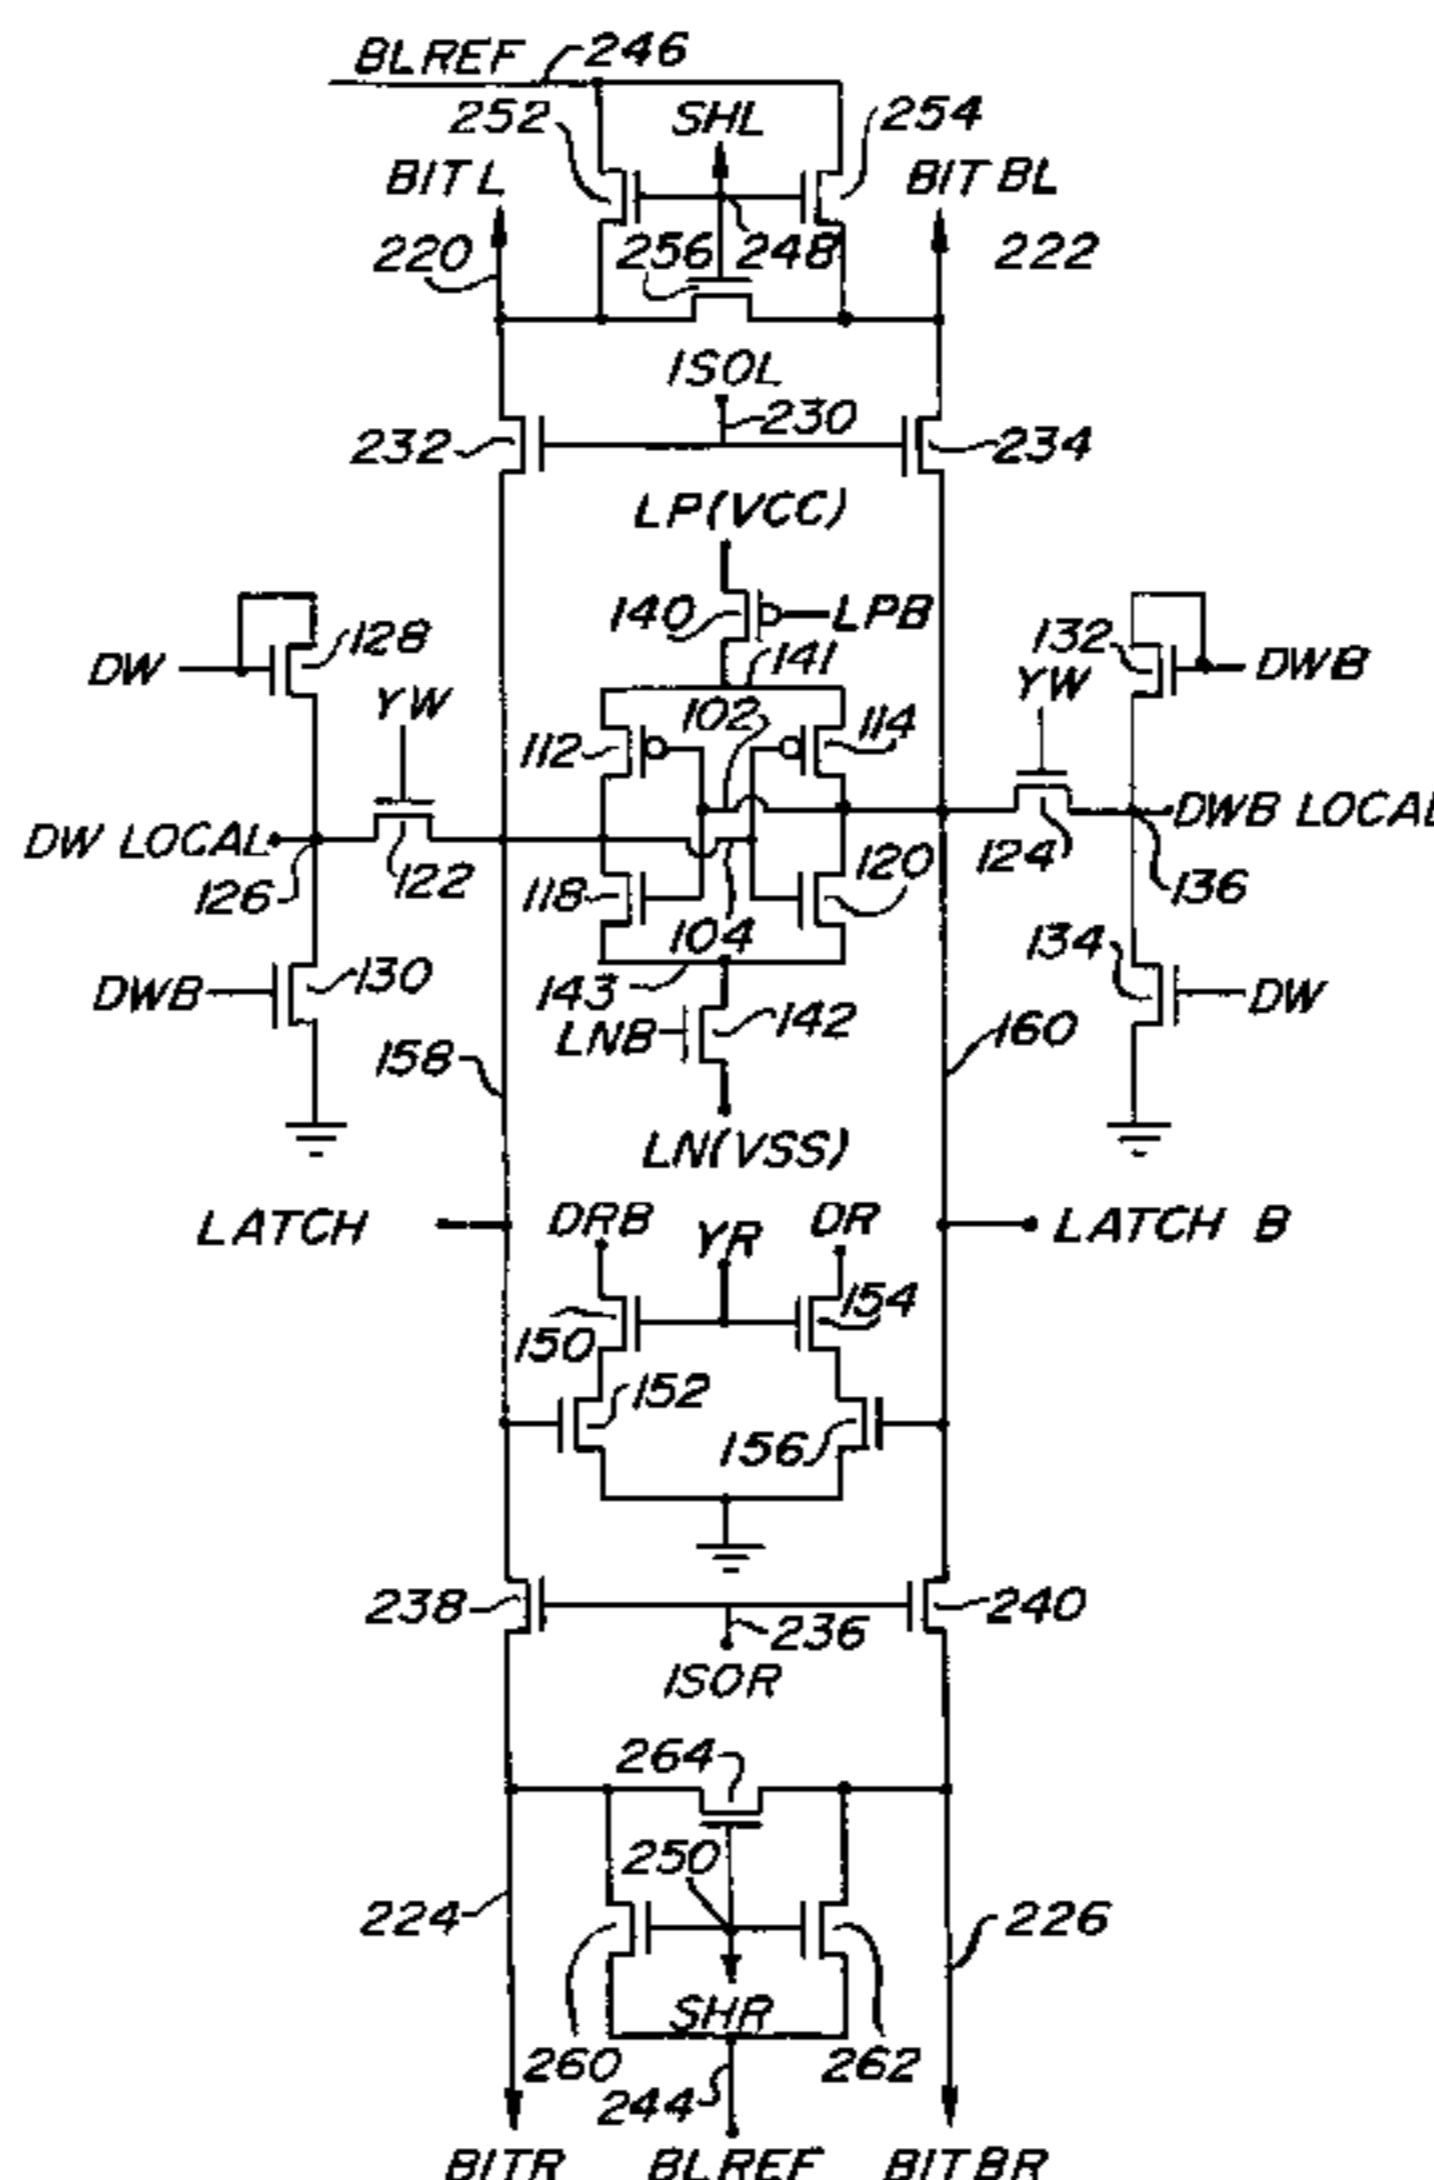 BLREF 246
252 SHL 254
BITL BITBL
220 256 248 222
ISOL
230
232 234
LP(VCC)
140 LPB
128 132
DW 141 DWB
YW 102 114 YW
112
DW LOCAL DWB LOCAL
122 118 120 124
126 104 136
143 134
DWB 130 LNB 142 DW
158 160
LN(VSS)
LATCH DRB YR DR LATCH B
150 154
152
156
238 240
236
ISOR
264
250
224 226
SHR
260 262
244
BITR BLREF BITBR